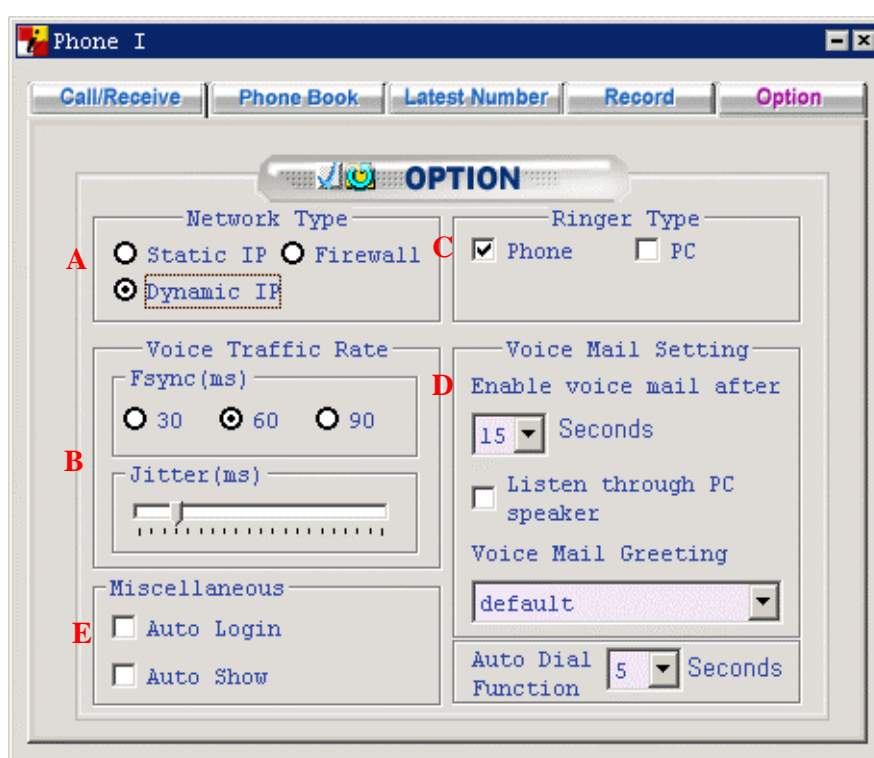 Phone I
Call/Receive Phone Book Latest Number Record Option
OPTION
Network Type
A
Static IP Firewall
Dynamic IP
Ringer Type
C
Phone PC
Voice Traffic Rate
Fsync(ms)
30 60 90
B
Jitter(ms)
Voice Mail Setting
D
Enable voice mail after
15 Seconds
Listen through PC
speaker
Voice Mail Greeting
default
Miscellaneous
E
Auto Login
Auto Show
Auto Dial
Function
5 Seconds